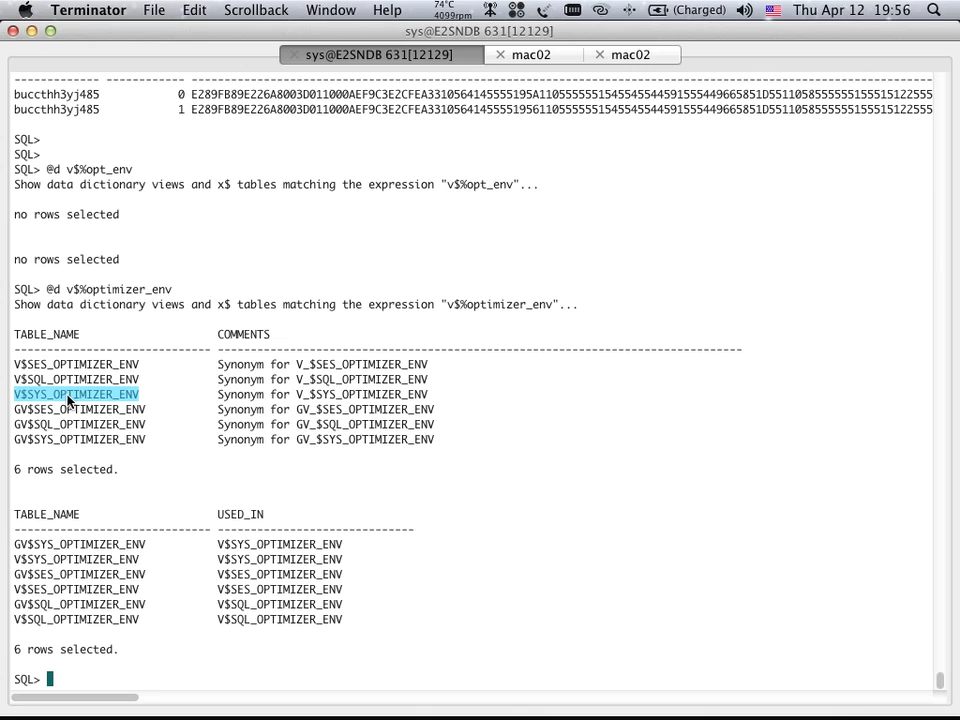 Terminator File Edit Scrollback Window Help 74°C 4099rpm (Charged) Thu Apr 12 19:56
sys@E2SNDB 631[12129]
sys@E2SNDB 631[12129] mac02 mac02
------------- ------------ ----------------------------------------------------------------
buccthh3yj485 0
buccthh3yj485 1
SQL>
SQL>
SQL> @d v$%opt_env
Show data dictionary views and x$ tables matching the expression "v$%opt_env"...
no rows selected
no rows selected
SQL> @d v$%optimizer_env
Show data dictionary views and x$ tables matching the expression "v$%optimizer_env"...
TABLE_NAME COMMENTS
------------------------------ --------------------------------------------------------------------------------
V$SES_OPTIMIZER_ENV Synonym for V_$SES_OPTIMIZER_ENV
V$SQL_OPTIMIZER_ENV Synonym for V_$SQL_OPTIMIZER_ENV
V$SYS_OPTIMIZER_ENV Synonym for V_$SYS_OPTIMIZER_ENV
GV$SES_OPTIMIZER_ENV Synonym for GV_$SES_OPTIMIZER_ENV
GV$SQL_OPTIMIZER_ENV Synonym for GV_$SQL_OPTIMIZER_ENV
GV$SYS_OPTIMIZER_ENV Synonym for GV_$SYS_OPTIMIZER_ENV
6 rows selected.
TABLE_NAME USED_IN
------------------------------ ------------------------------
GV$SYS_OPTIMIZER_ENV V$SYS_OPTIMIZER_ENV
V$SYS_OPTIMIZER_ENV V$SYS_OPTIMIZER_ENV
GV$SES_OPTIMIZER_ENV V$SES_OPTIMIZER_ENV
V$SES_OPTIMIZER_ENV V$SES_OPTIMIZER_ENV
GV$SQL_OPTIMIZER_ENV V$SQL_OPTIMIZER_ENV
V$SQL_OPTIMIZER_ENV V$SQL_OPTIMIZER_ENV
6 rows selected.
SQL>